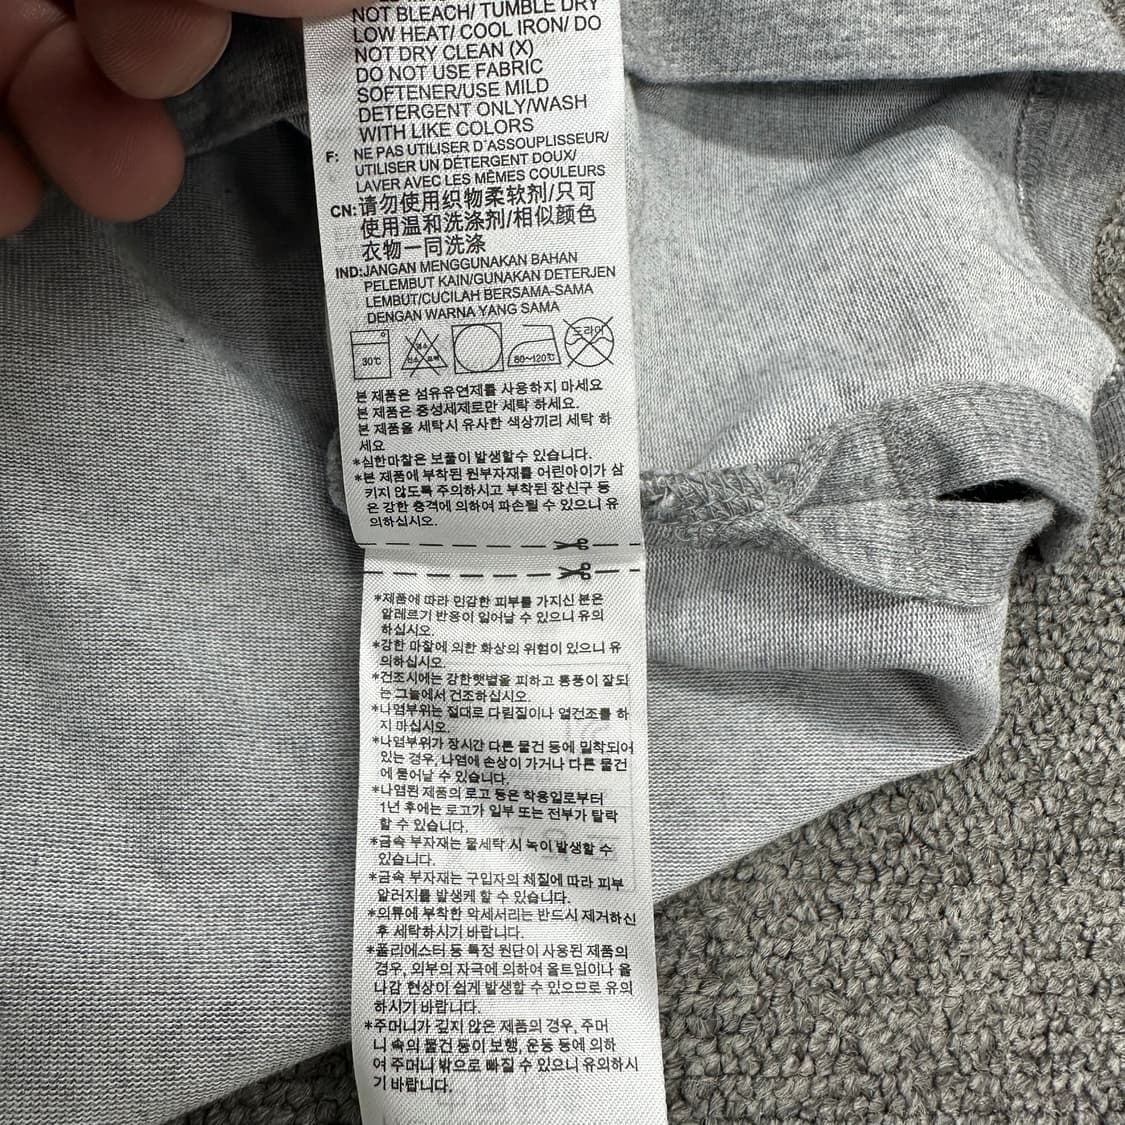 NOT BLEACH/ TUMBLE DRY
LOW HEAT/ COOL IRON/ DO
NOT DRY CLEAN (X)
DO NOT USE FABRIC
SOFTENER/USE MILD
DETERGENT ONLY/WASH
WITH LIKE COLORS
F: NE PAS UTILISER D'ASSOUPLISSEUR/
UTILISER UN DÉTERGENT DOUX/
LAVER AVEC LES MÊMES COULEURS
CN:请勿使用织物柔软剂/只可
使用温和洗涤剂/相似颜色
衣物一同洗涤
IND:JANGAN MENGGUNAKAN BAHAN
PELEMBUT KAIN/GUNAKAN DETERJEN
LEMBUT/CUCILAH BERSAMA-SAMA
DENGAN WARNA YANG SAMA
30℃ 80~120℃ 드라이
본 제품은 섬유유연제를 사용하지 마세요
본 제품은 중성세제로만 세탁 하세요.
본 제품을 세탁시 유사한 색상끼리 세탁 하
세요
*심한마찰은 보풀이 발생할수 있습니다.
*본 제품에 부착된 원부자재를 어린아이가 삼
키지 않도록 주의하시고 부착된 장신구 등
은 강한 충격에 의하여 파손될 수 있으니 유
의하십시오.
*제품에 따라 민감한 피부를 가지신 분은
알레르기 반응이 일어날 수 있으니 유의
하십시오.
*강한 마찰에 의한 화상의 위험이 있으니 유
의하십시오.
*건조시에는 강한햇볕을 피하고 통풍이 잘되
는 그늘에서 건조하십시오
*나염부위는 절대로 다림질이나 열건조를 하
지 마십시오.
*나염부위가 장시간 다른 물건 등에 밀착되어
있는 경우, 나염에 손상이 가거나 다른 물건
에 묻어날 수 있습니다.
*나염된 제품의 로고 등은 착용일로부터
1년 후에는 로고가 일부 또는 전부가 탈락
할 수 있습니다.
*금속 부자재는 물세탁 시 녹이 발생할 수
있습니다.
*금속 부자재는 구입자의 체질에 따라 피부
알러지를 발생케 할 수 있습니다.
*의류에 부착한 악세서리는 반드시 제거하신
후 세탁하시기 바랍니다.
*폴리에스터 등 특정 원단이 사용된 제품의
경우, 외부의 자극에 의하여 올트임이나 올
나감 현상이 쉽게 발생할 수 있으므로 유의
하시기 바랍니다.
*주머니가 깊지 않은 제품의 경우, 주머
니 속의 물건 등이 보행, 운동 등에 의하
여 주머니 밖으로 빠질 수 있으니 유의하시
기 바랍니다.